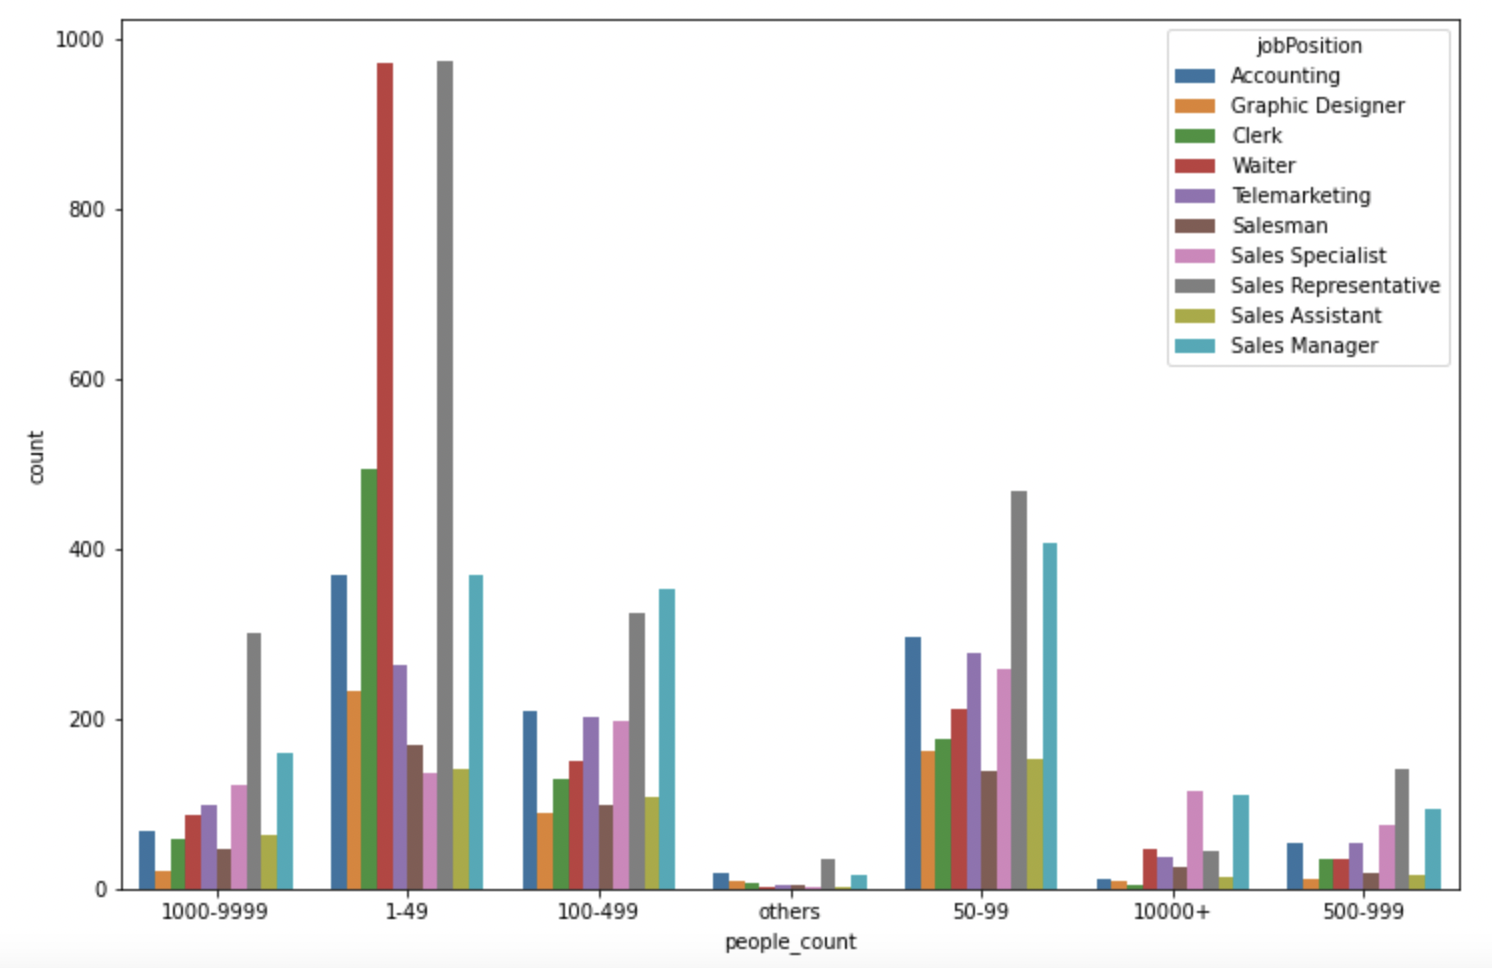 jobPosition
Accounting
Graphic Designer
Clerk
Waiter
Telemarketing
Salesman
Sales Specialist
Sales Representative
Sales Assistant
Sales Manager
1000
800
600
400
200
0
count
1000-9999 1-49 100-499 others 50-99 10000+ 500-999
people_count